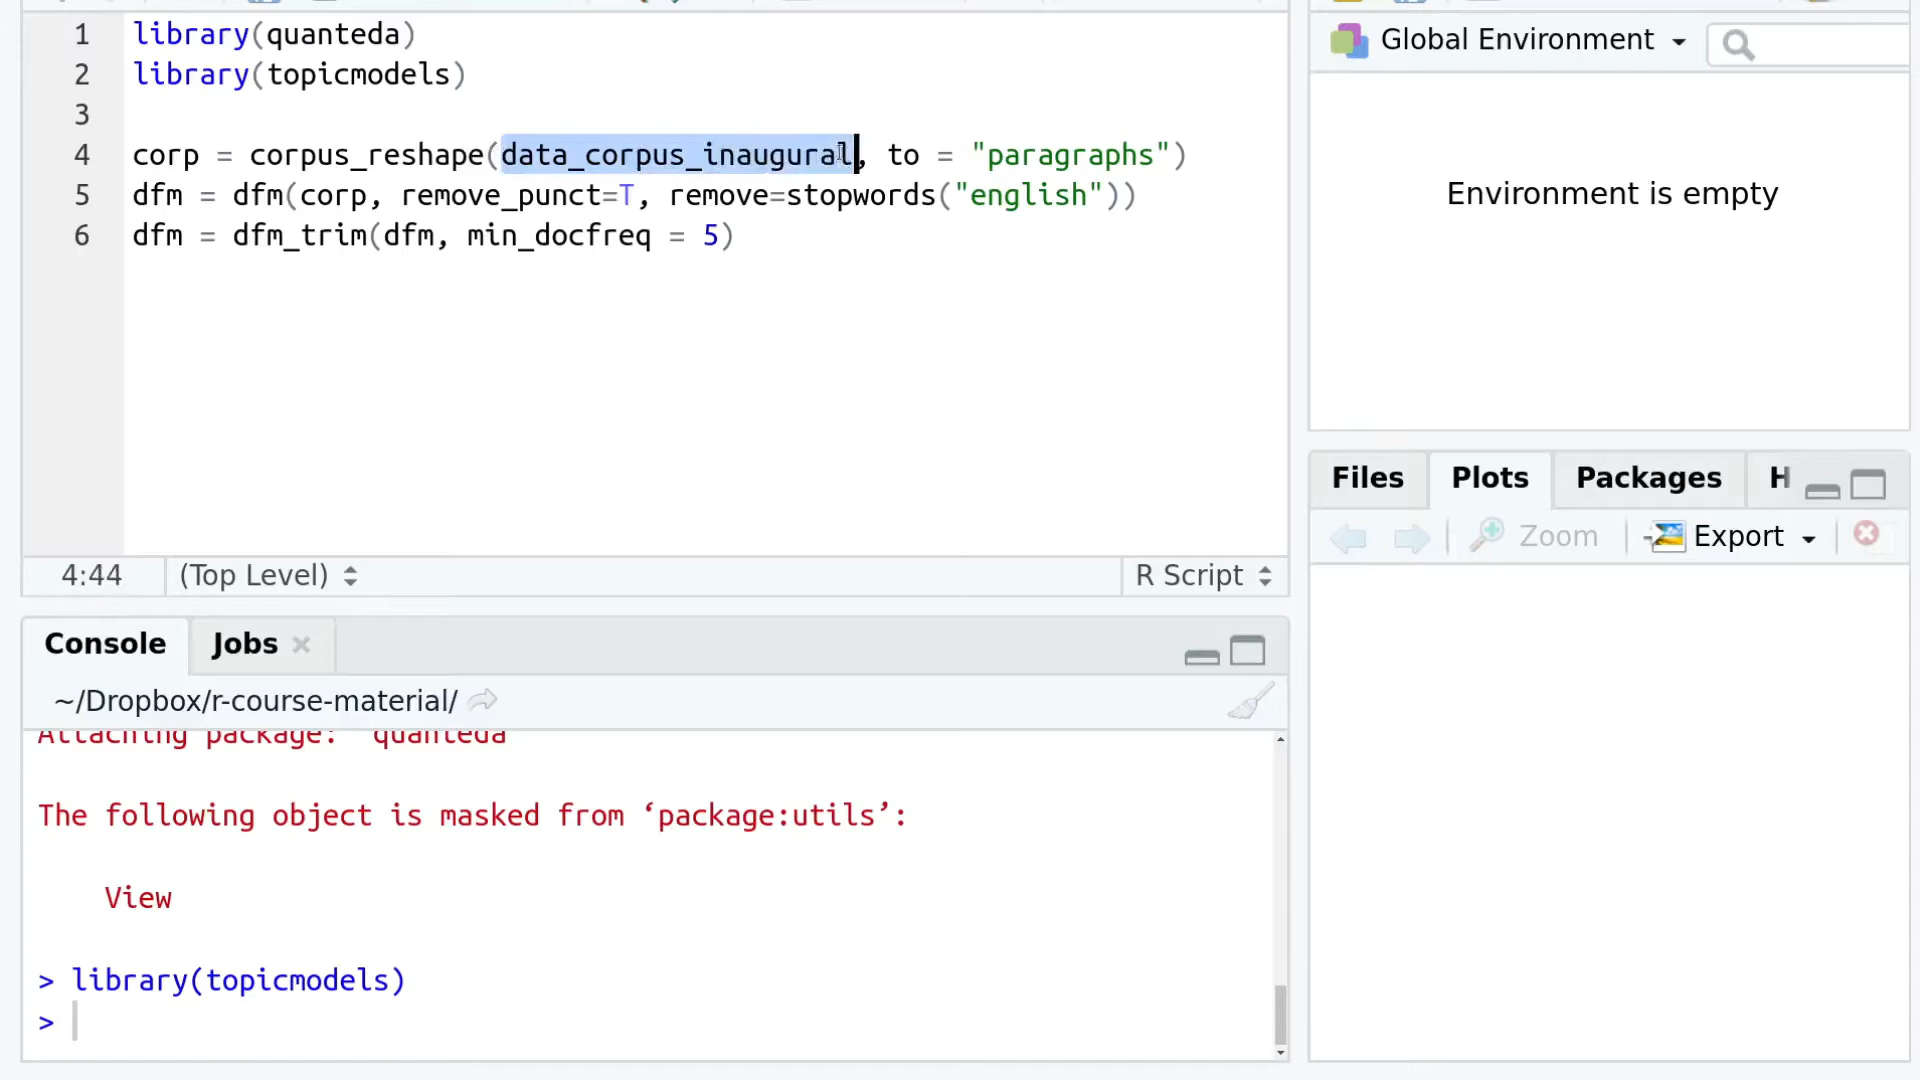 1 library(quanteda)
2 library(topicmodels)
3
4 corp = corpus_reshape(data_corpus_inaugural, to = "paragraphs")
5 dfm = dfm(corp, remove_punct=T, remove=stopwords("english"))
6 dfm = dfm_trim(dfm, min_docfreq = 5)
4:44 (Top Level) R Script
Console Jobs
~/Dropbox/r-course-material/
Attaching package: ‘quanteda’
The following object is masked from ‘package:utils’:
View
> library(topicmodels)
>
Global Environment
Environment is empty
Files Plots Packages H
Zoom Export